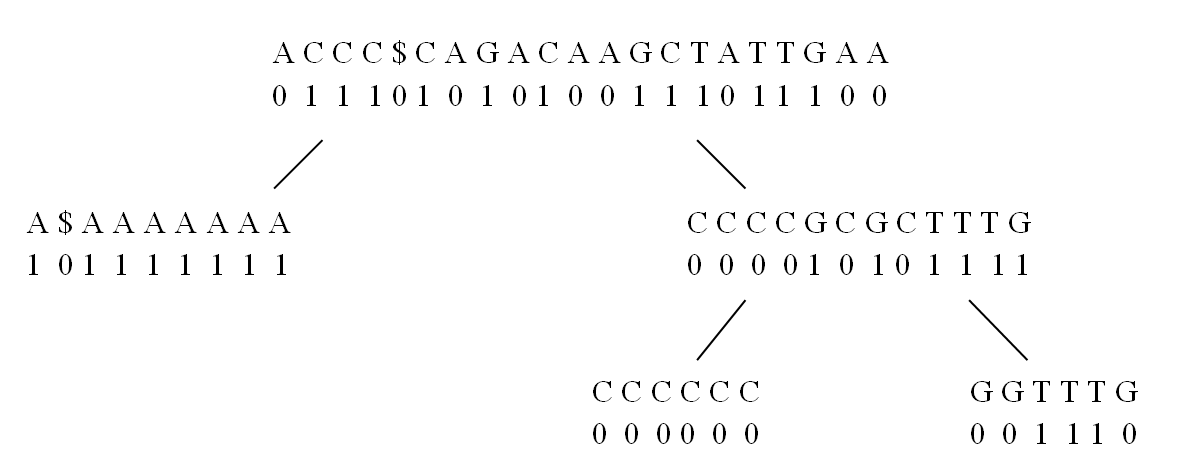 A C C C $ C A G A C A A G C T A T T G A A
0 1 1 1 0 1 0 1 0 1 0 0 1 1 1 0 1 1 1 0 0
A $ A A A A A A A
1 0 1 1 1 1 1 1 1
C C C C G C G C T T T G
0 0 0 0 1 0 1 0 1 1 1 1
C C C C C C
0 0 0 0 0 0
G G T T T G
0 0 1 1 1 0